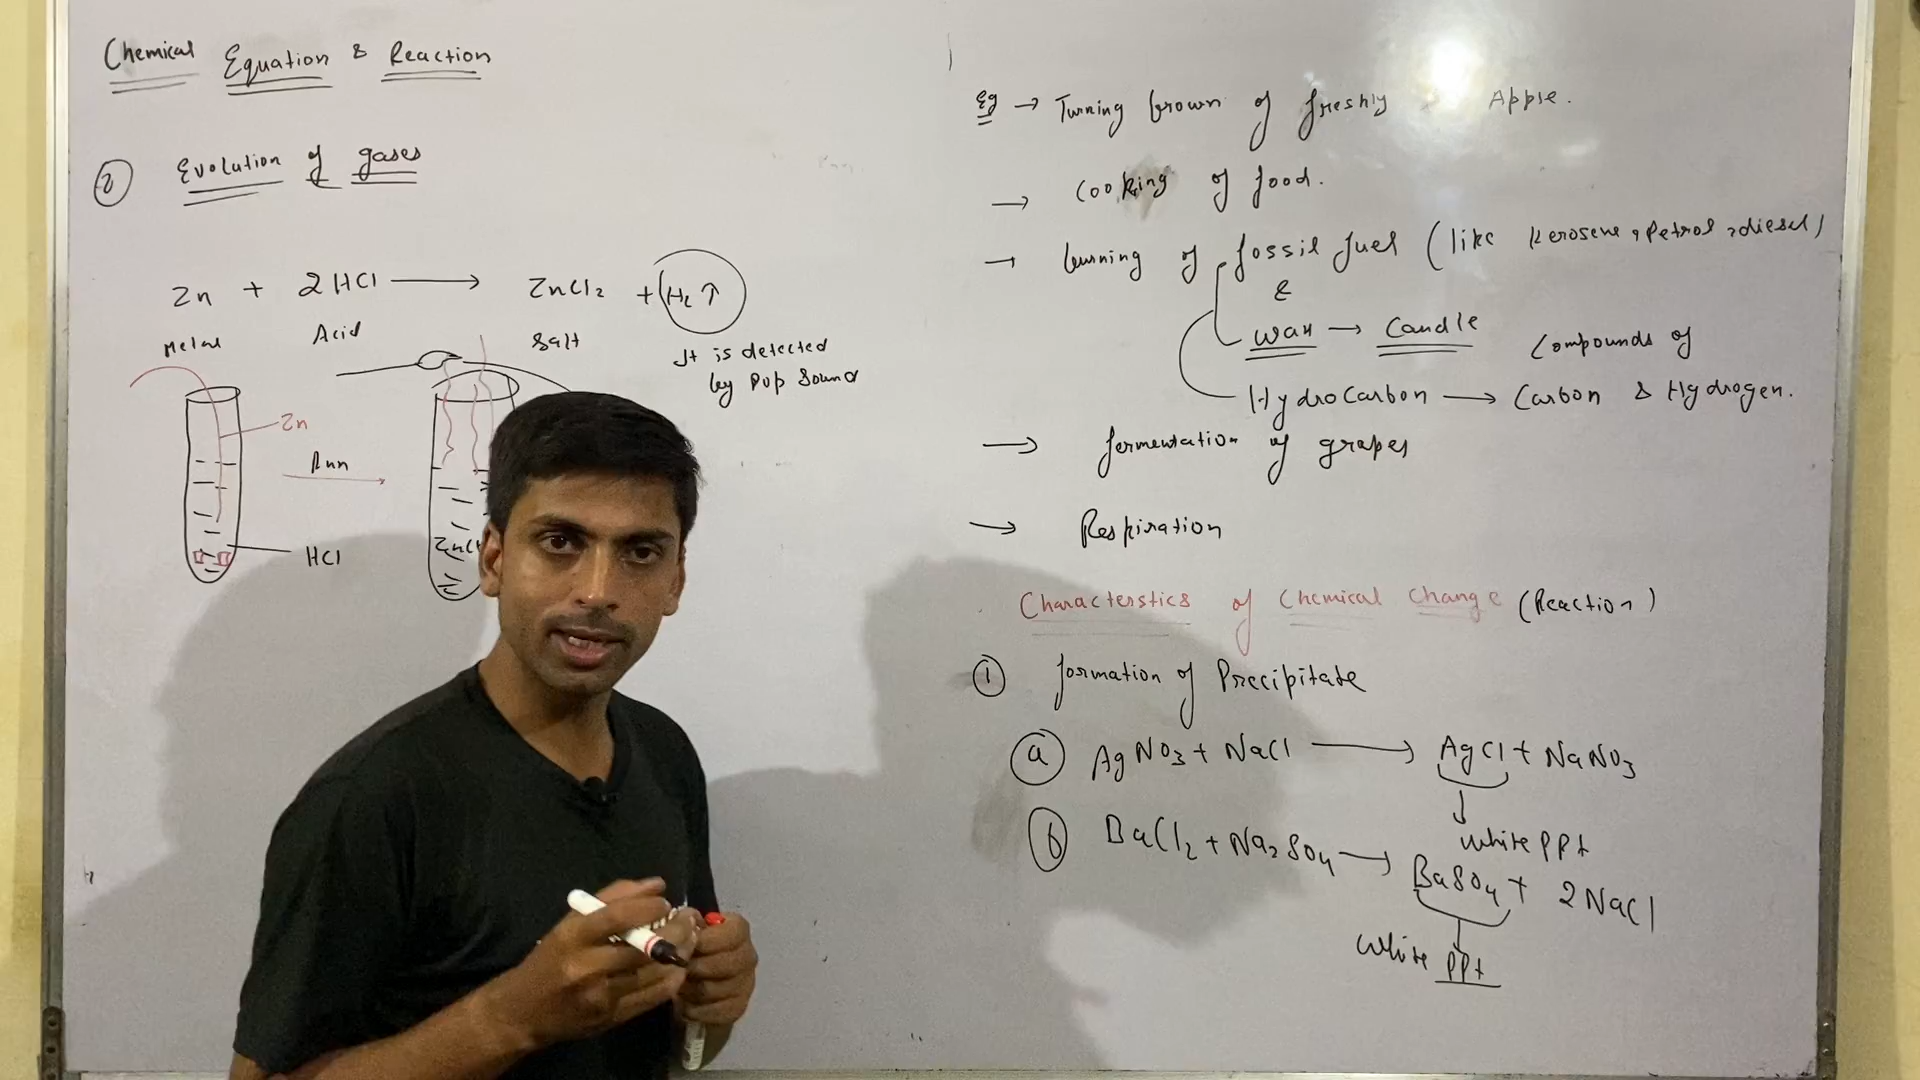 Chemical Equation & Reaction
② Evolution of gases
Zn + 2HCl → ZnCl₂ + H₂ ↑
Metal Acid Salt
It is detected
by Pop Sound
Zn
Rxn
HCl
ZnCl
Eg → Turning brown of freshly Apple.
→ Cooking of food.
→ burning of fossil fuel (like Kerosene, Petrol, diesel)
&
Wax → Candle
Compounds of
HydroCarbon → Carbon & Hydrogen.
→ fermentation of grapes
→ Respiration
Characterstics of Chemical Change (Reaction)
① formation of Precipitate
ⓐ AgNO₃ + NaCl → AgCl + NaNO₃
↓
White PPt
ⓑ BaCl₂ + Na₂SO₄ → BaSO₄ + 2NaCl
White PPt